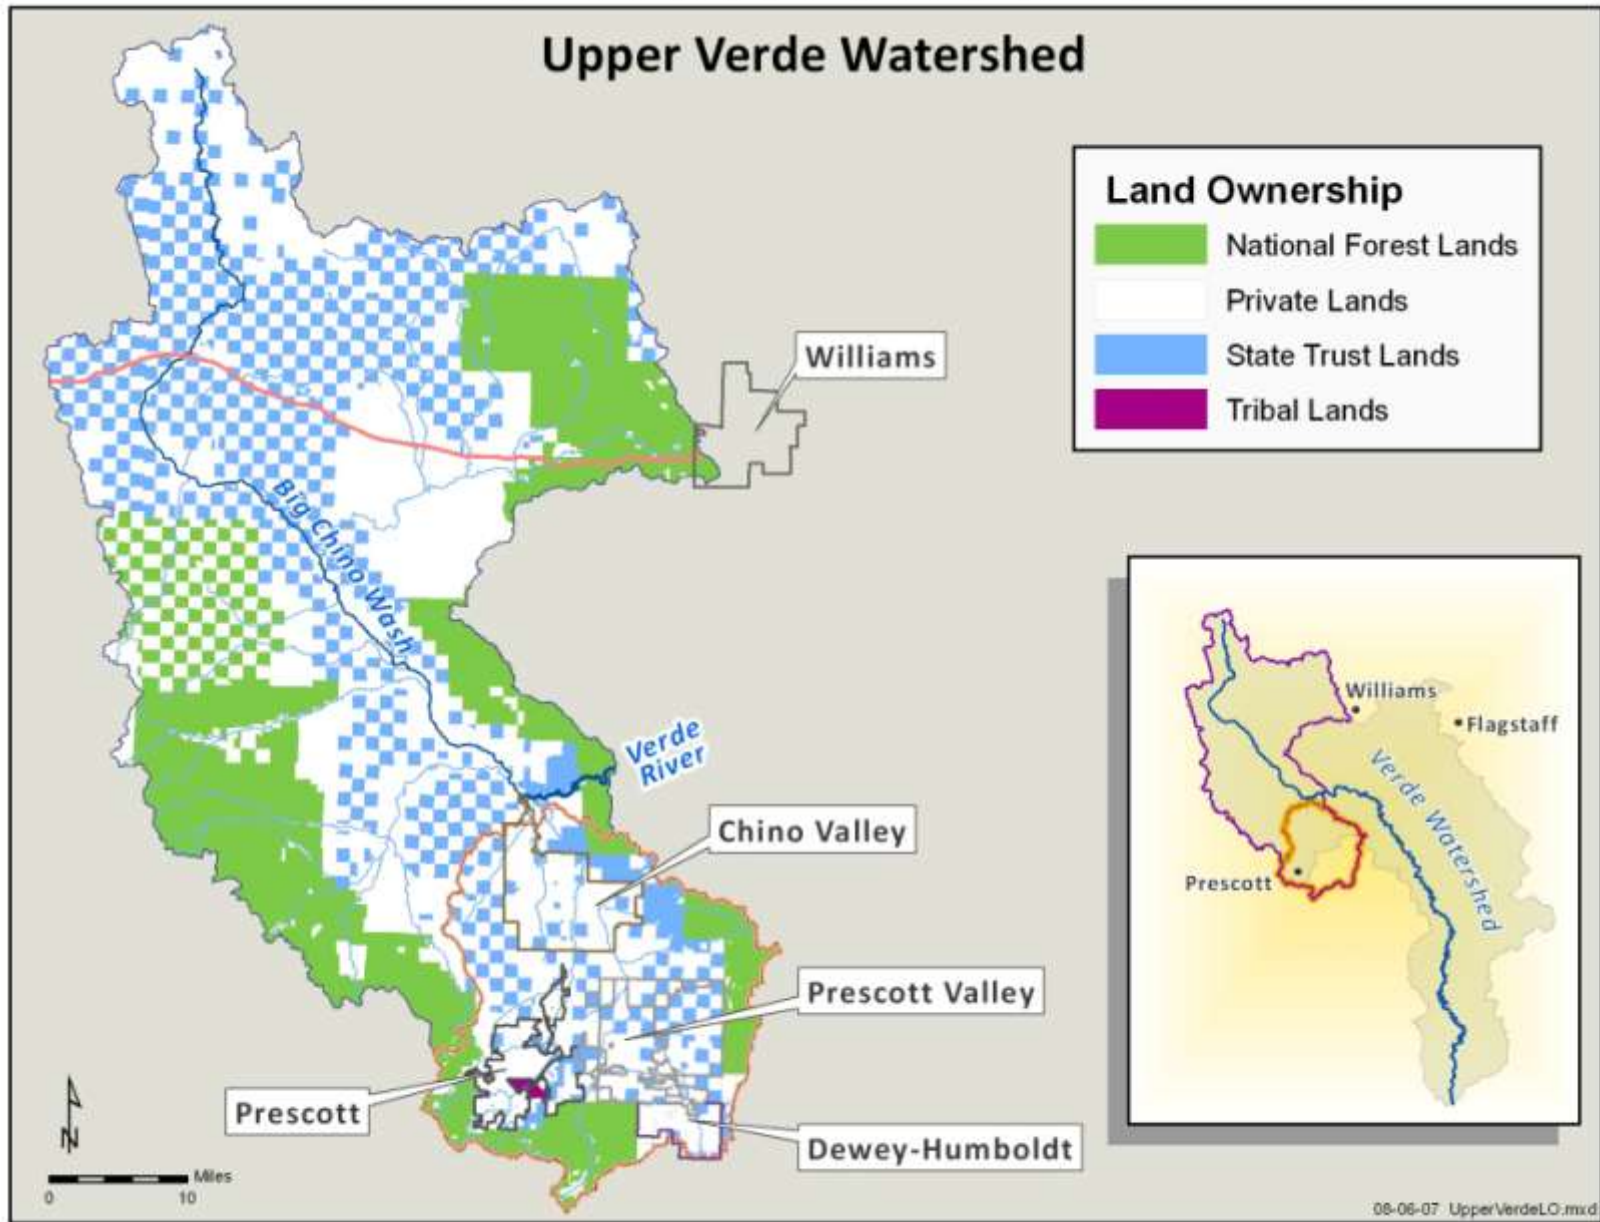 Upper Verde Watershed
Land Ownership
National Forest Lands
Private Lands
State Trust Lands
Tribal Lands
Williams
Big Chino Wash
Verde
River
Chino Valley
Prescott Valley
Prescott
Dewey-Humboldt
N
Miles
0 10
Williams
Flagstaff
Verde Watershed
Prescott
08-06-07 UpperVerdeLO.mxd